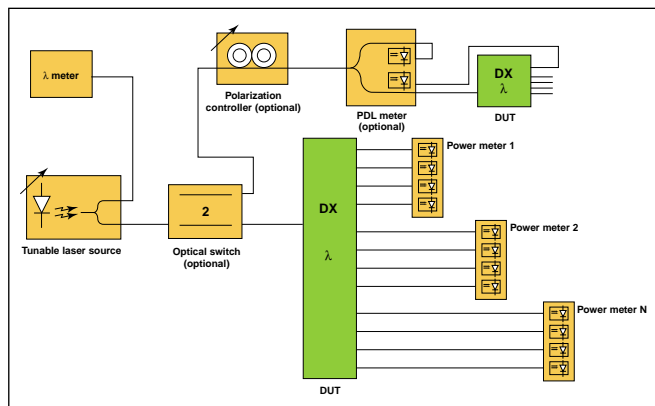 λ meter
Polarization
controller (optional)
PDL meter
(optional)
DX
λ
DUT
Tunable laser source
2
Optical switch
(optional)
DX
λ
DUT
Power meter 1
Power meter 2
Power meter N